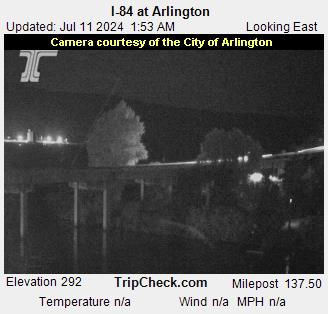 I-84 at Arlington
Updated: Jul 11 2024 1:53 AM Looking East
Camera courtesy of the City of Arlington
Elevation 292 TripCheck.com Milepost 137.50
Temperature n/a Wind n/a MPH n/a